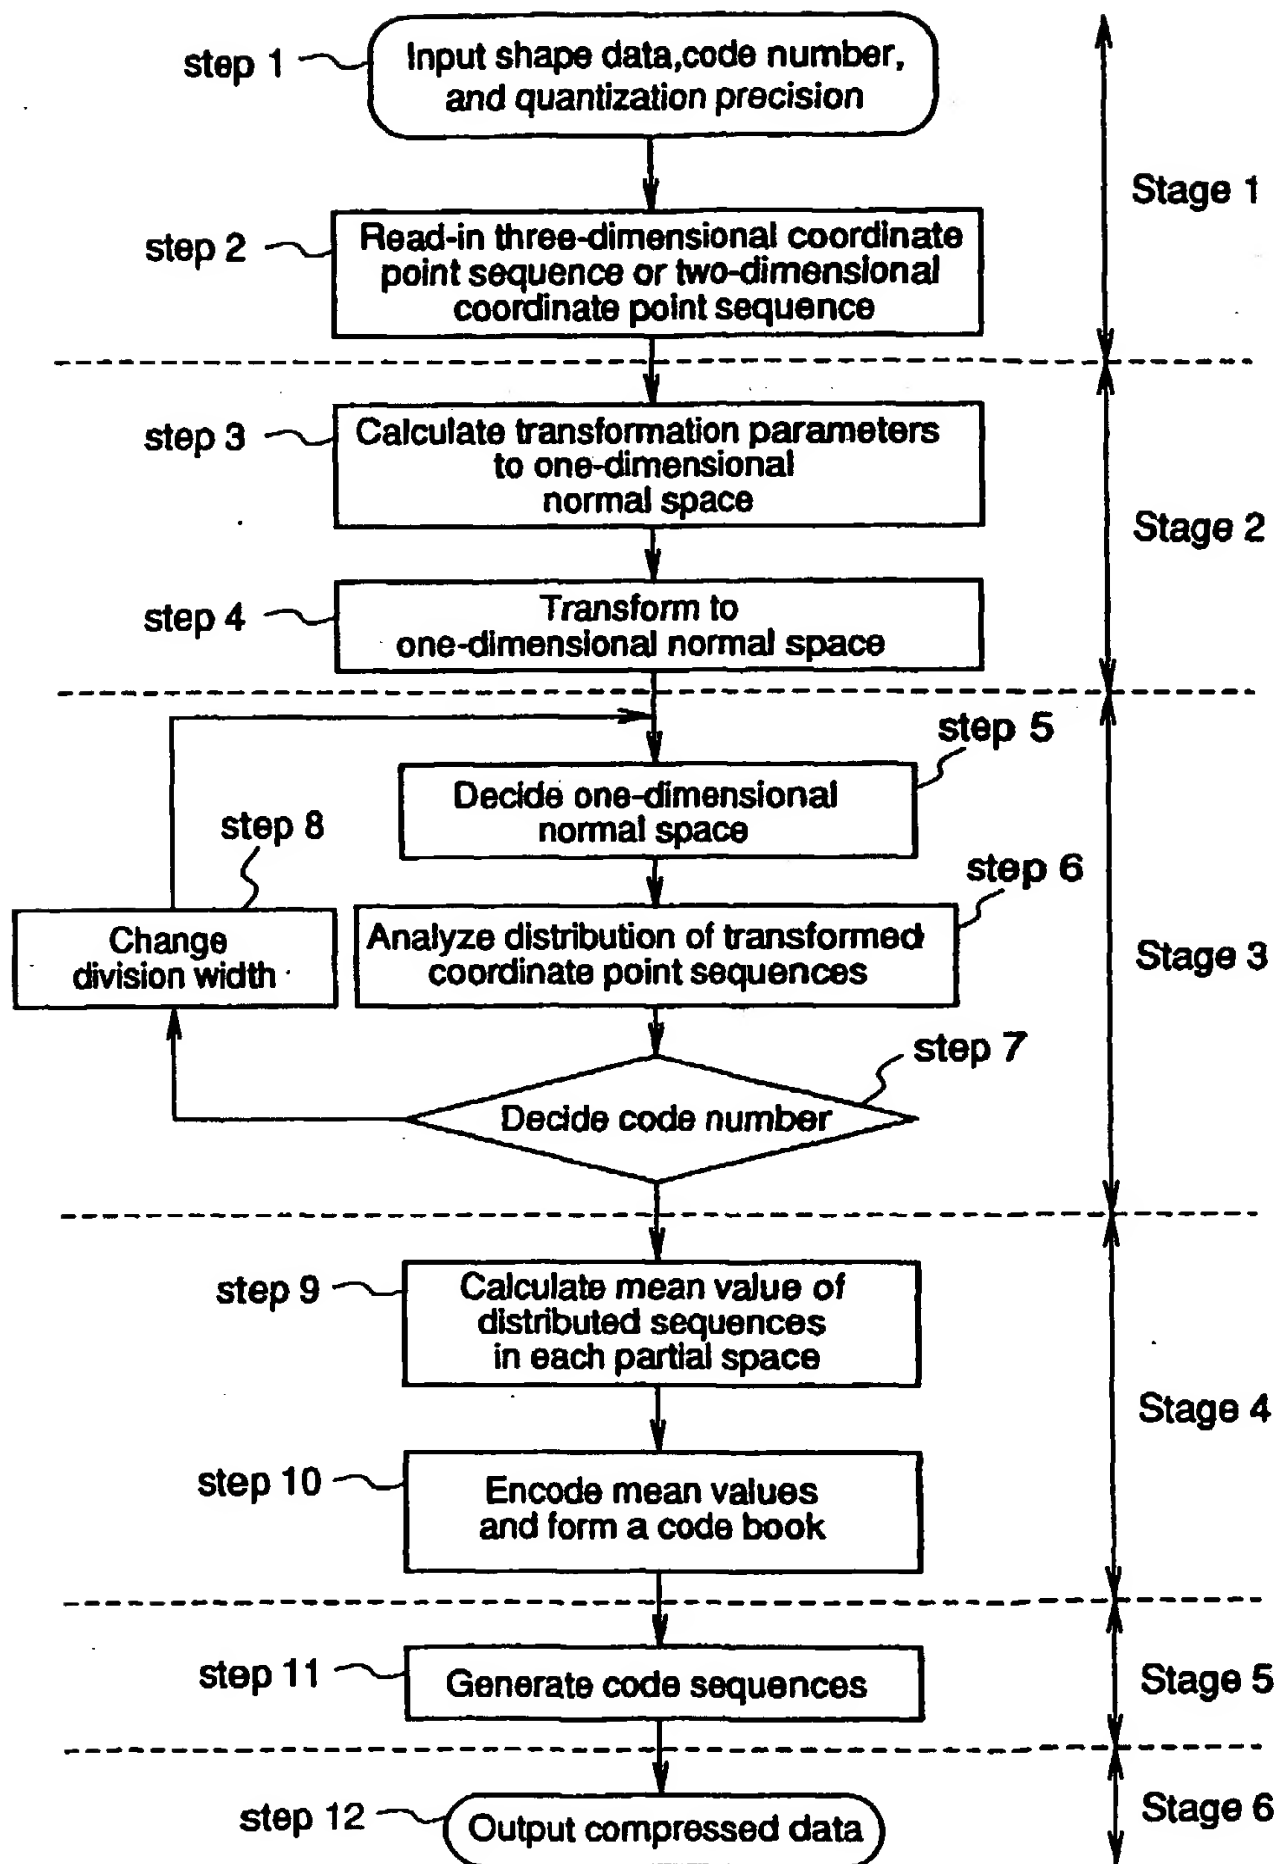 step 1
Input shape data,code number,
and quantization precision
Stage 1
step 2
Read-in three-dimensional coordinate
point sequence or two-dimensional
coordinate point sequence
step 3
Calculate transformation parameters
to one-dimensional
normal space
Stage 2
step 4
Transform to
one-dimensional normal space
step 5
Decide one-dimensional
normal space
step 8
step 6
Change
division width
Analyze distribution of transformed
coordinate point sequences
Stage 3
step 7
Decide code number
step 9
Calculate mean value of
distributed sequences
in each partial space
Stage 4
step 10
Encode mean values
and form a code book
step 11
Generate code sequences
Stage 5
step 12
Output compressed data
Stage 6